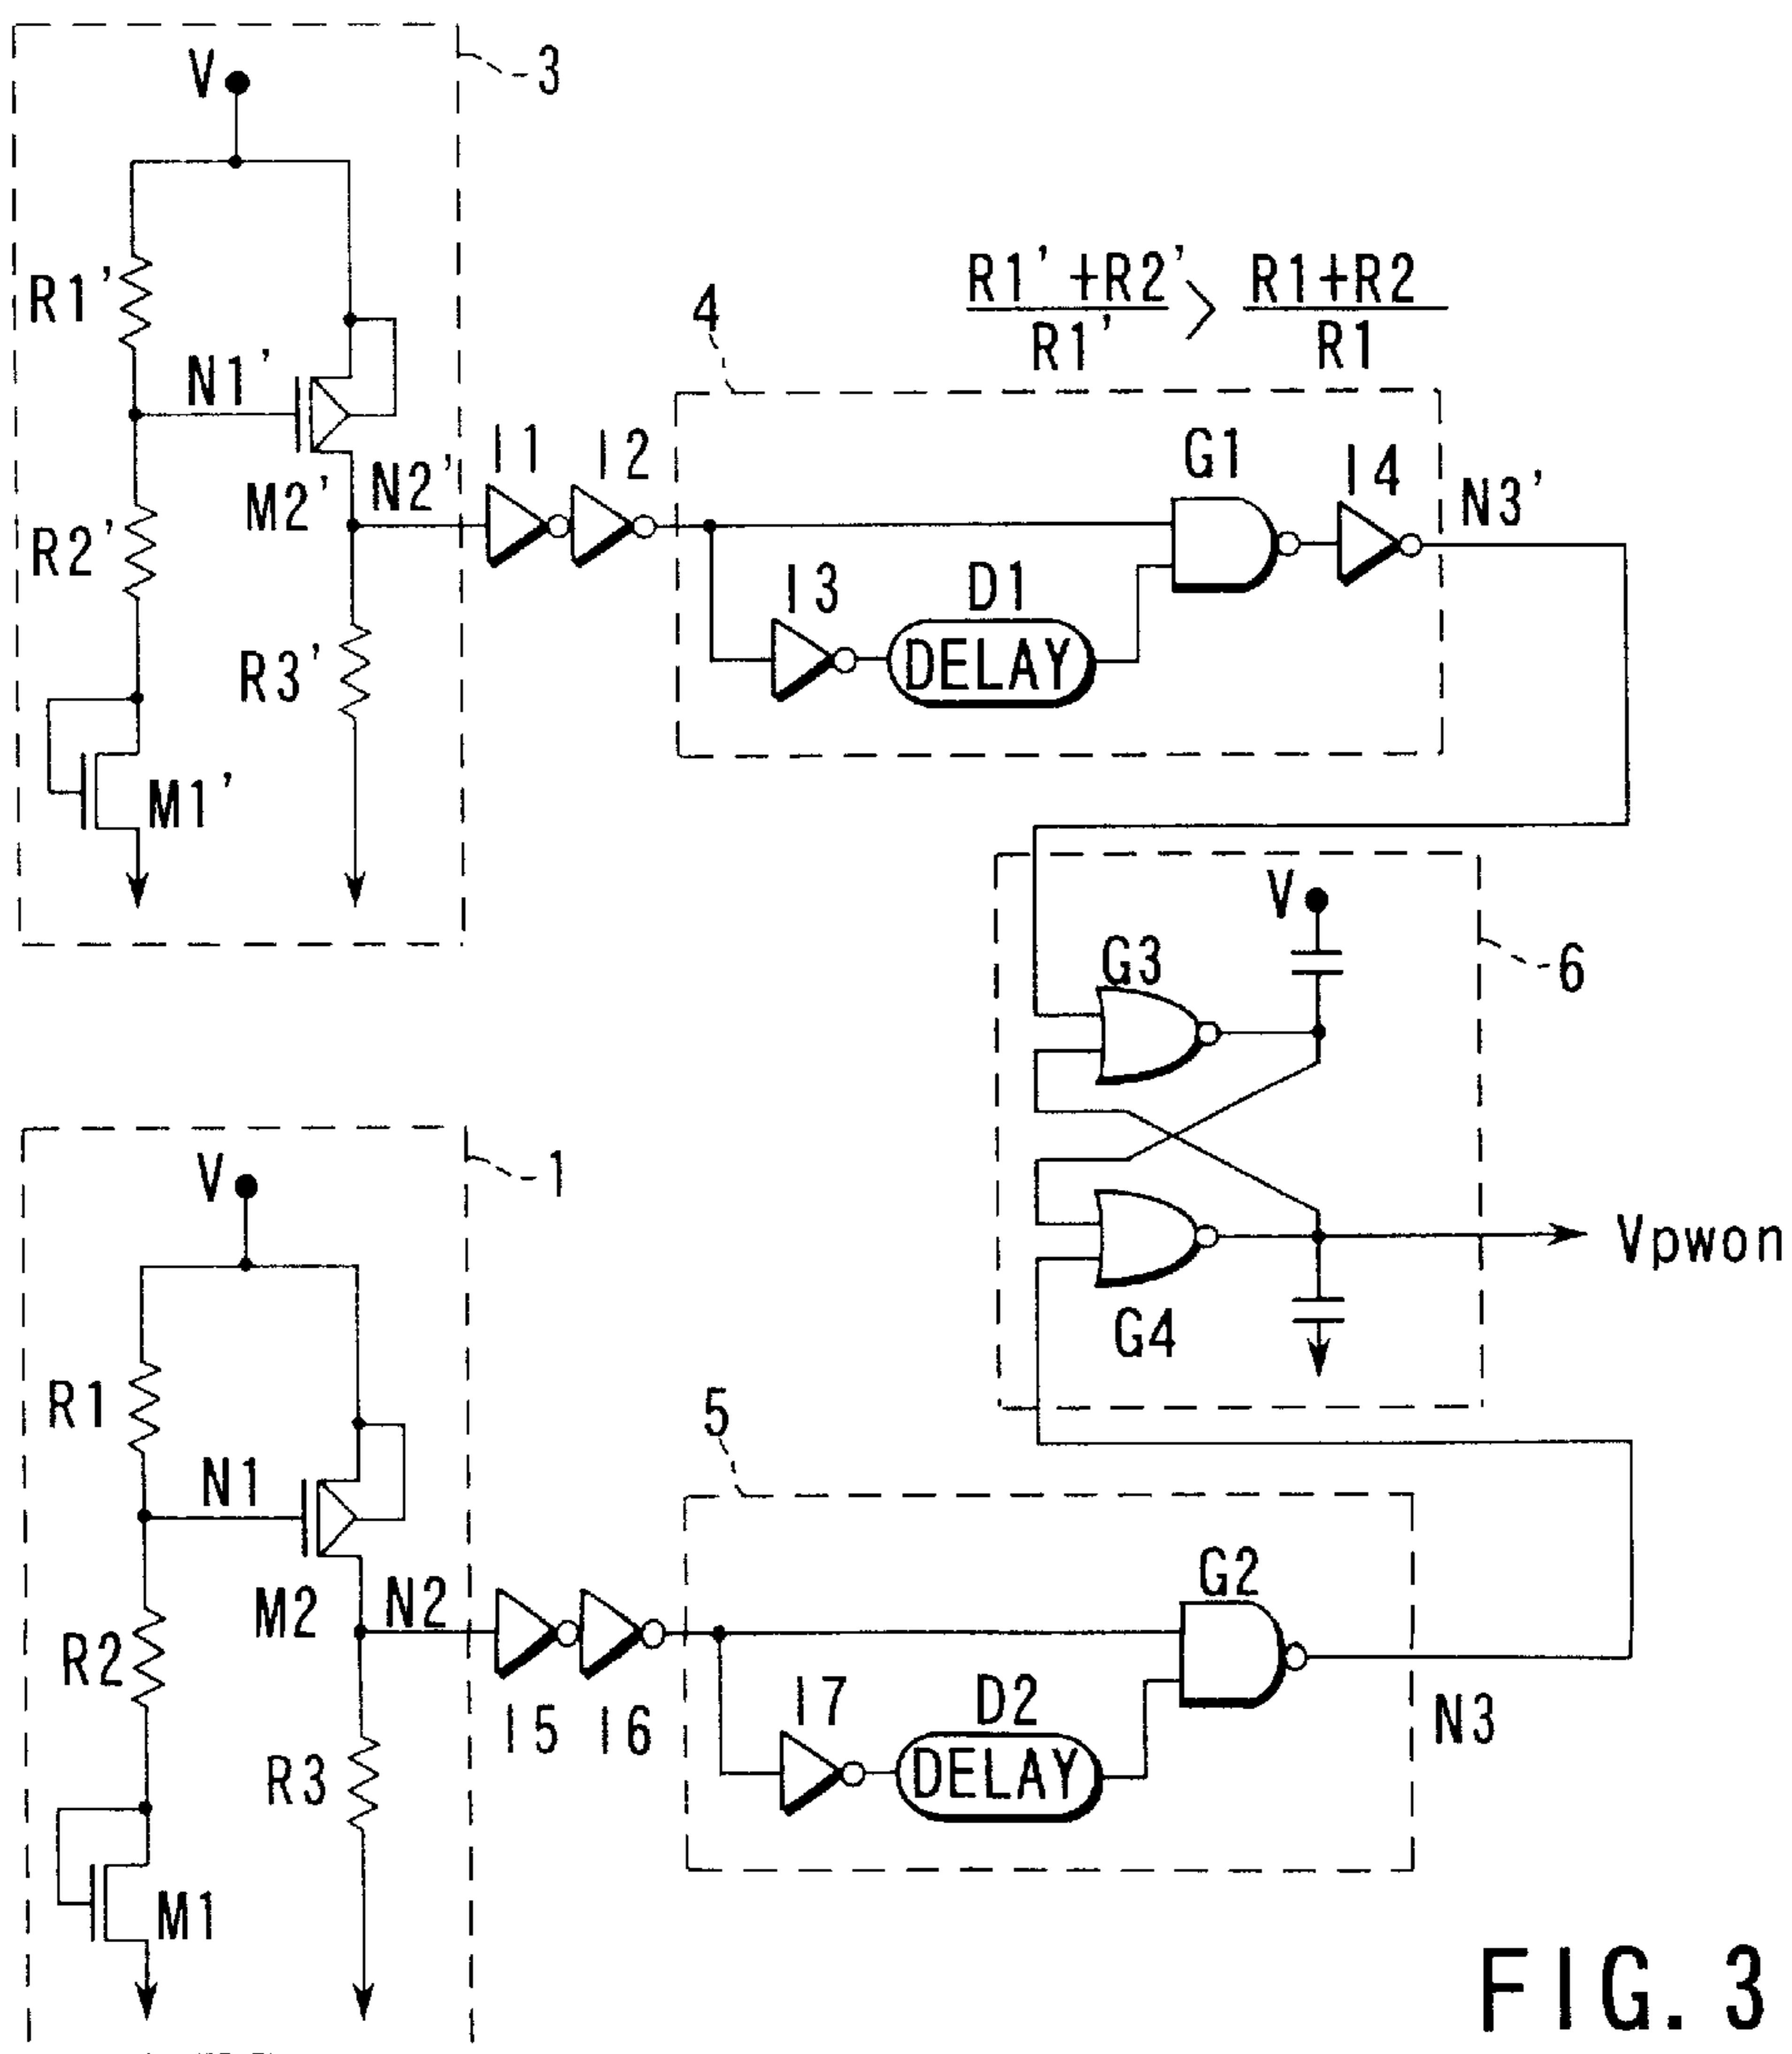 3
V
R1'
N1'
M2'
N2'
R2'
R3'
M1'
I1
I2
4
R1'+R2' > R1+R2
R1' R1
G1
I4
N3'
I3
D1
DELAY
V
G3
6
G4
Vpwon
1
V
R1
N1
M2
N2
R2
R3
M1
I5
I6
5
G2
I7
D2
DELAY
N3
FIG. 3